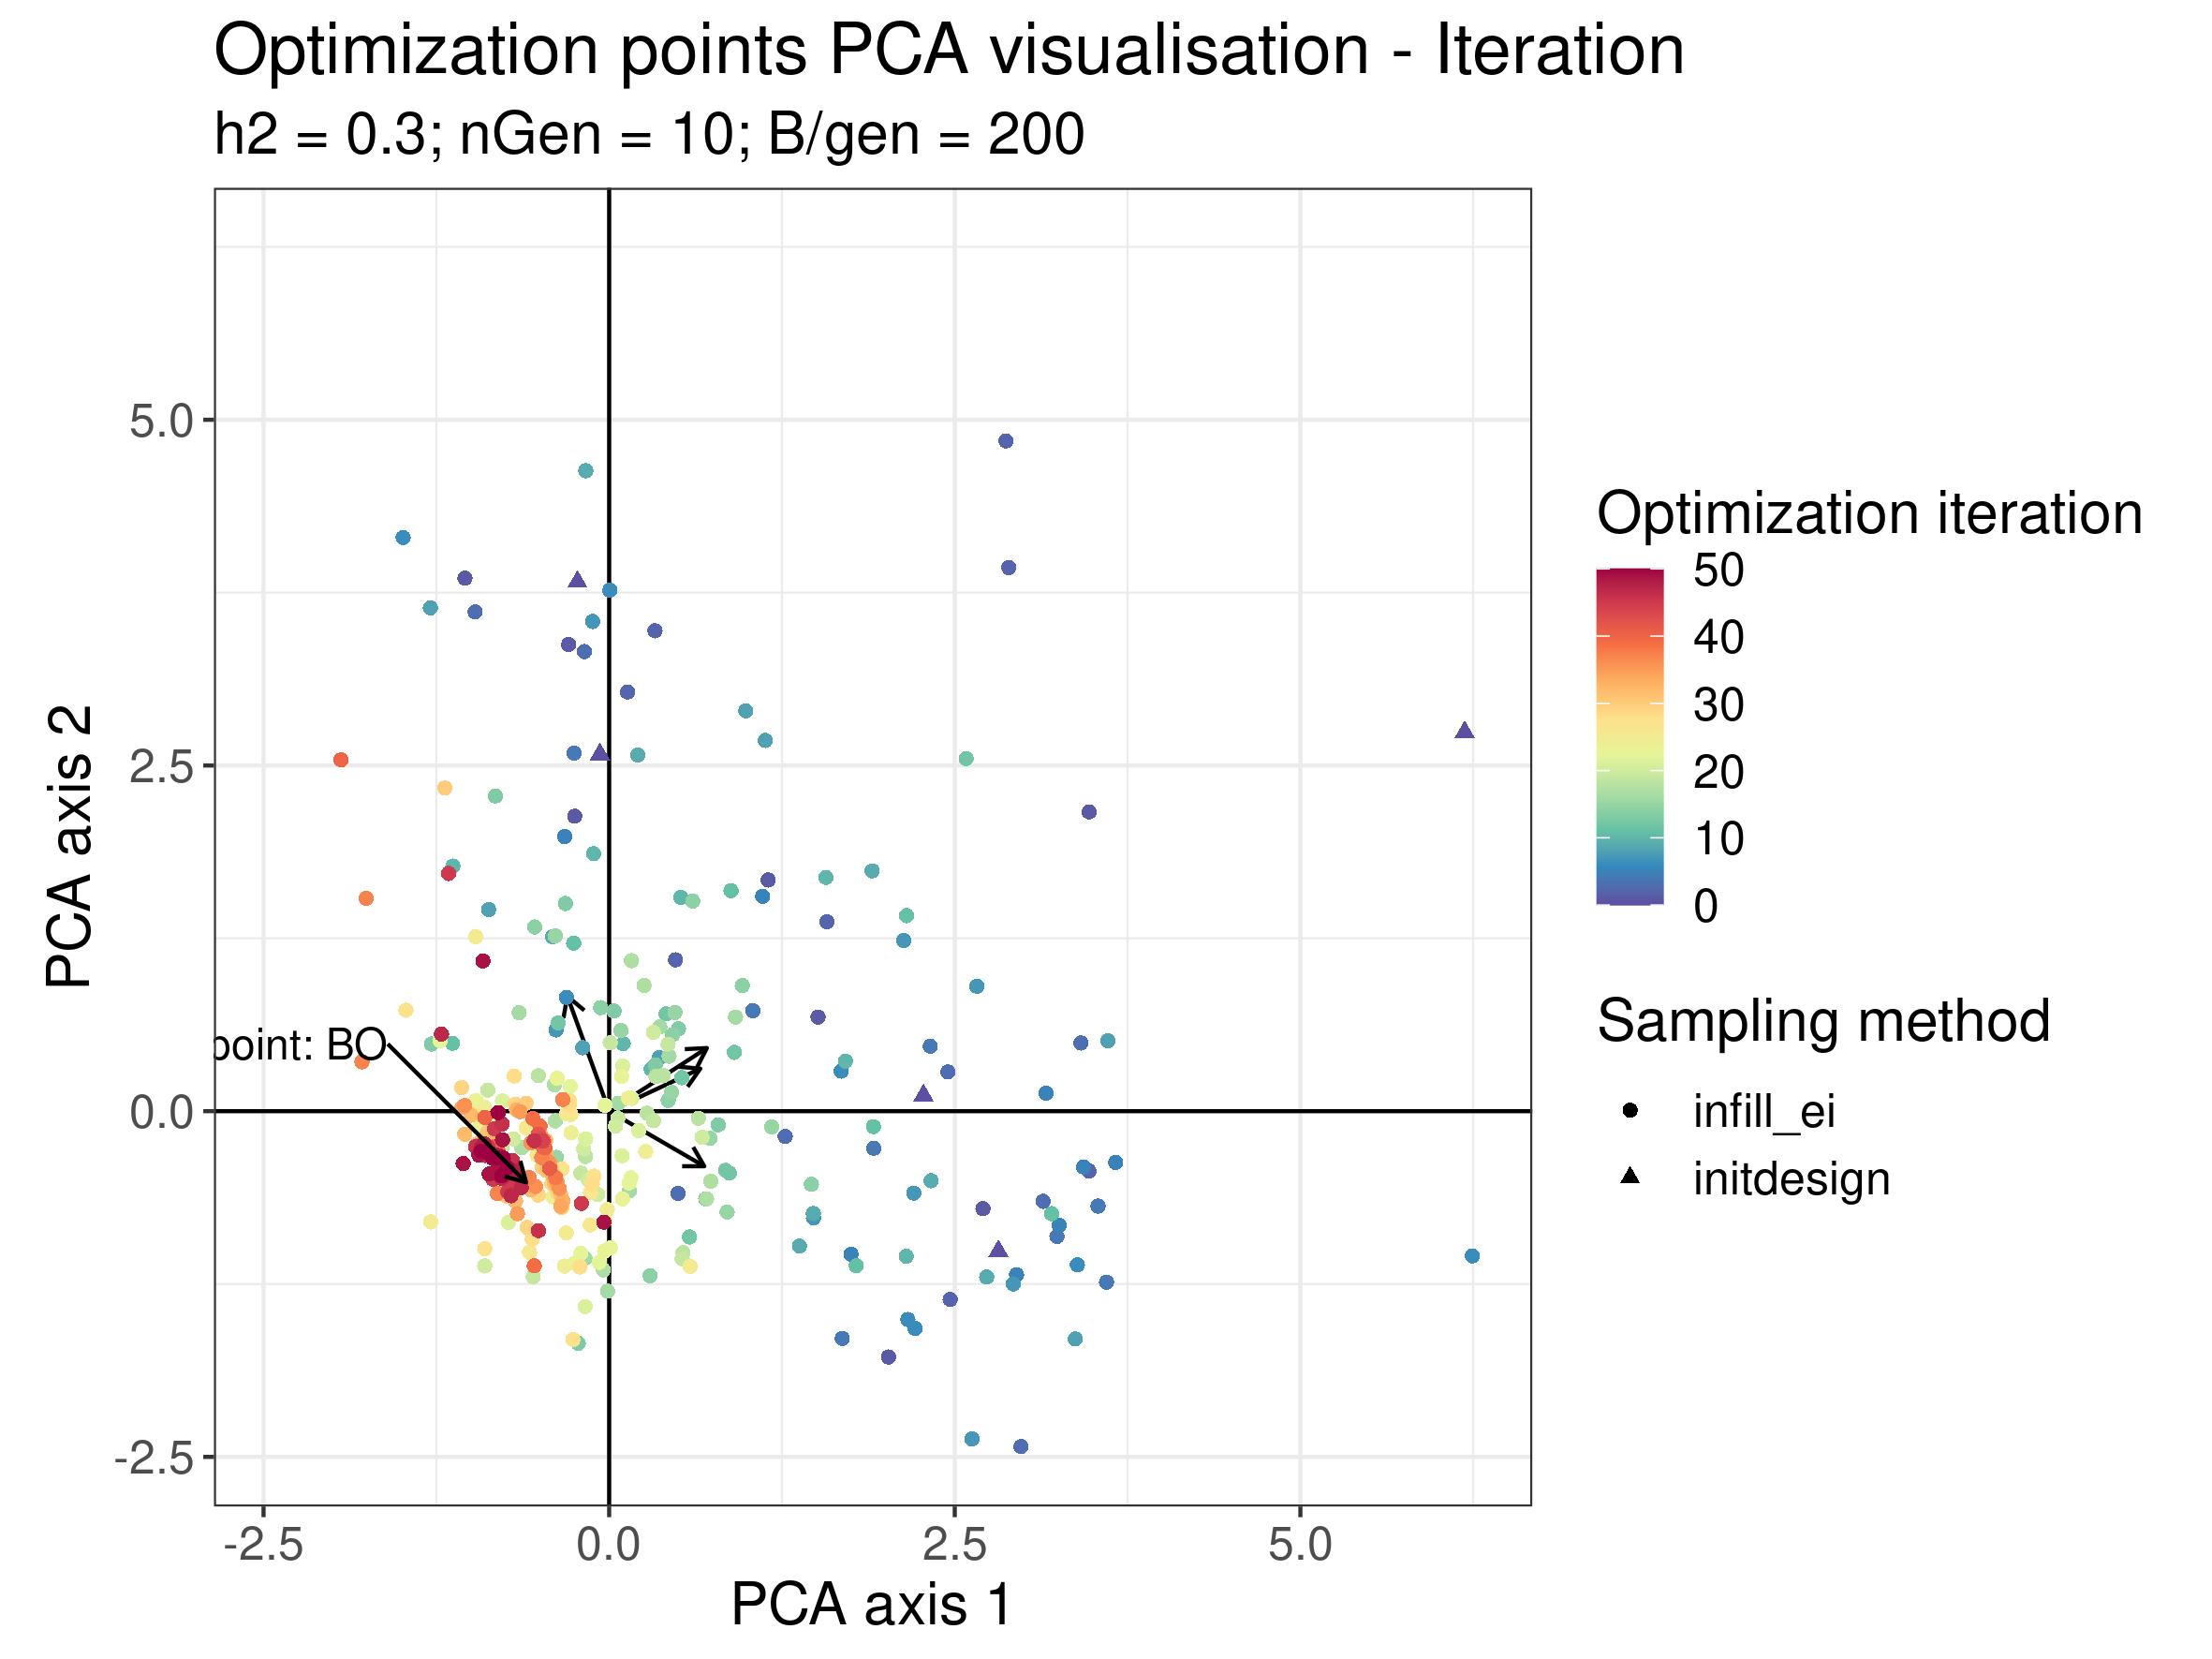 Optimization points PCA visualisation - Iteration
h2 = 0.3; nGen = 10; B/gen = 200
PCA axis 2
5.0
2.5
0.0
-2.5
point: BO
-2.5
0.0
2.5
5.0
PCA axis 1
Optimization iteration
50
40
30
20
10
0
Sampling method
infill_ei
initdesign